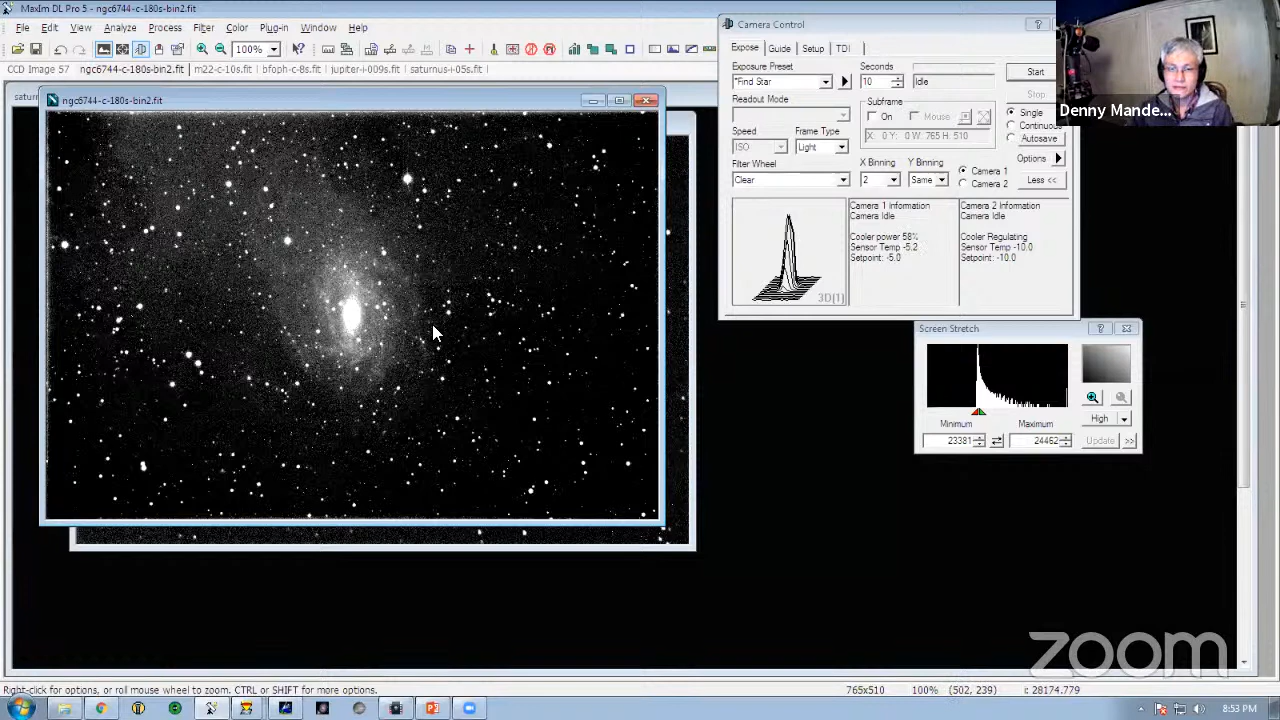 MaxIm DL Pro 5 - ngc6744-c-180s-bin2.fit
File Edit View Analyze Process Filter Color Plug-in Window Help
100%
CCD Image 57 ngc6744-c-180s-bin2.fit m22-c-10s.fit bfoph-c-8s.fit jupiter-i-009s.fit saturnus-i-05s.fit
saturn
ngc6744-c-180s-bin2.fit
Camera Control
Expose Guide Setup TDI
Exposure Preset Seconds
*Find Star 10 Idle Start
Readout Mode Subframe Stop
On Mouse Single
Speed Frame Type X: 0 Y: 0 W: 765 H: 510 Continuous
ISO Light Autosave
Filter Wheel X Binning Y Binning Options
Clear 2 Same Camera 1
Camera 2 Less <<
Camera 1 Information Camera 2 Information
Camera Idle Camera Idle
Cooler power 58% Cooler Regulating
Sensor Temp -5.2 Sensor Temp -10.0
Setpoint: -5.0 Setpoint: -10.0
3D[1]
Denny Mande...
Screen Stretch
High
Minimum Maximum
23381 24462 Update >>
zoom
Right-click for options, or roll mouse wheel to zoom. CTRL or SHIFT for more options. 765x510 100% (502, 239) r: 28174.779
8:53 PM